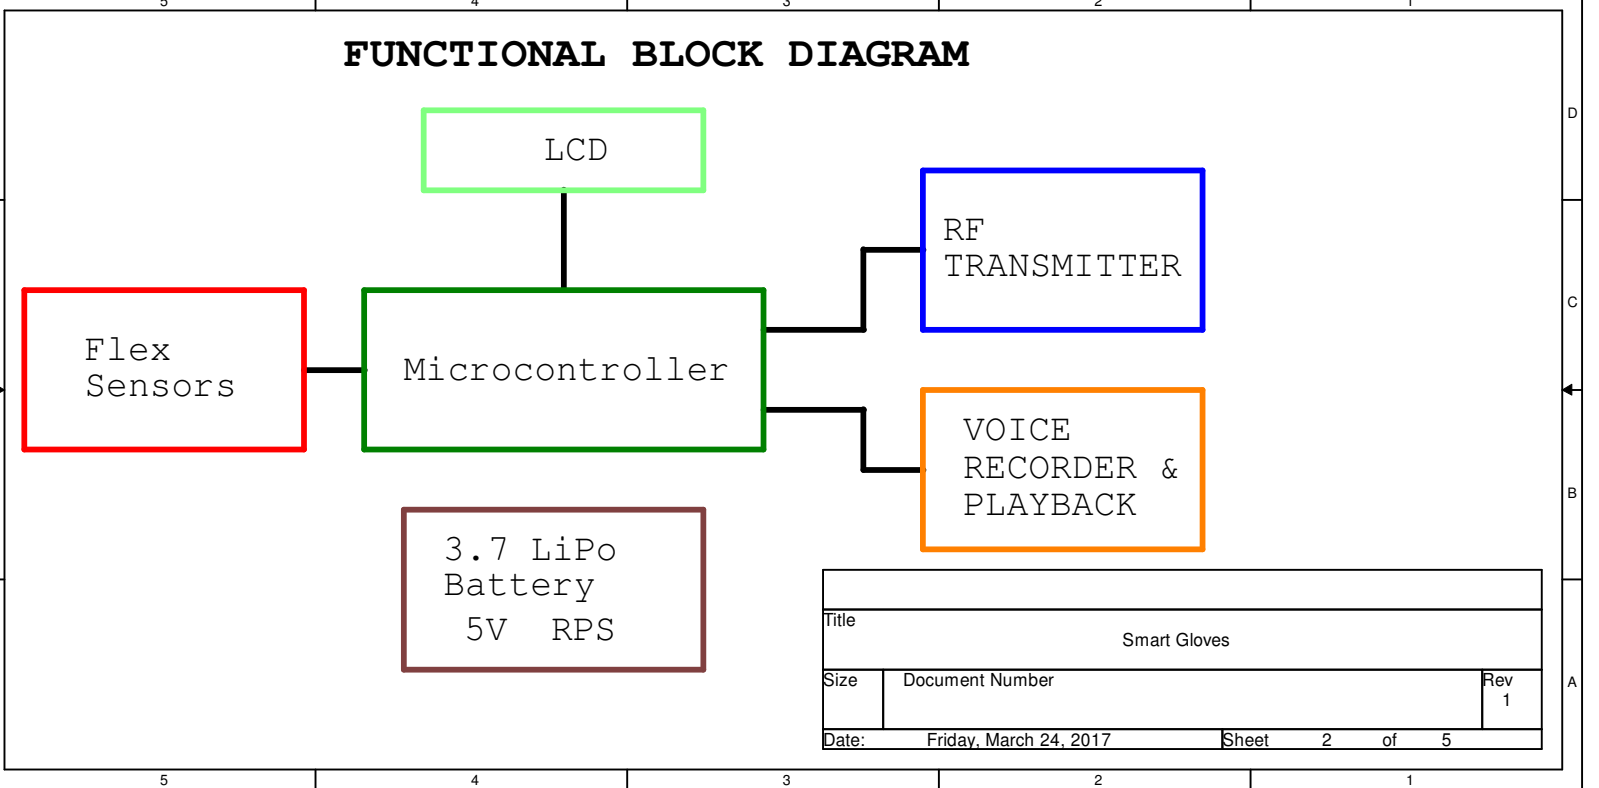 5 4 3 2 1
FUNCTIONAL BLOCK DIAGRAM
D
LCD
RF
TRANSMITTER
C
Flex
Sensors
Microcontroller
VOICE
RECORDER &
PLAYBACK
B
3.7 LiPo
Battery
5V RPS
Title
Smart Gloves
Size Document Number Rev
1
A
Date: Friday, March 24, 2017 Sheet 2 of 5
5 4 3 2 1